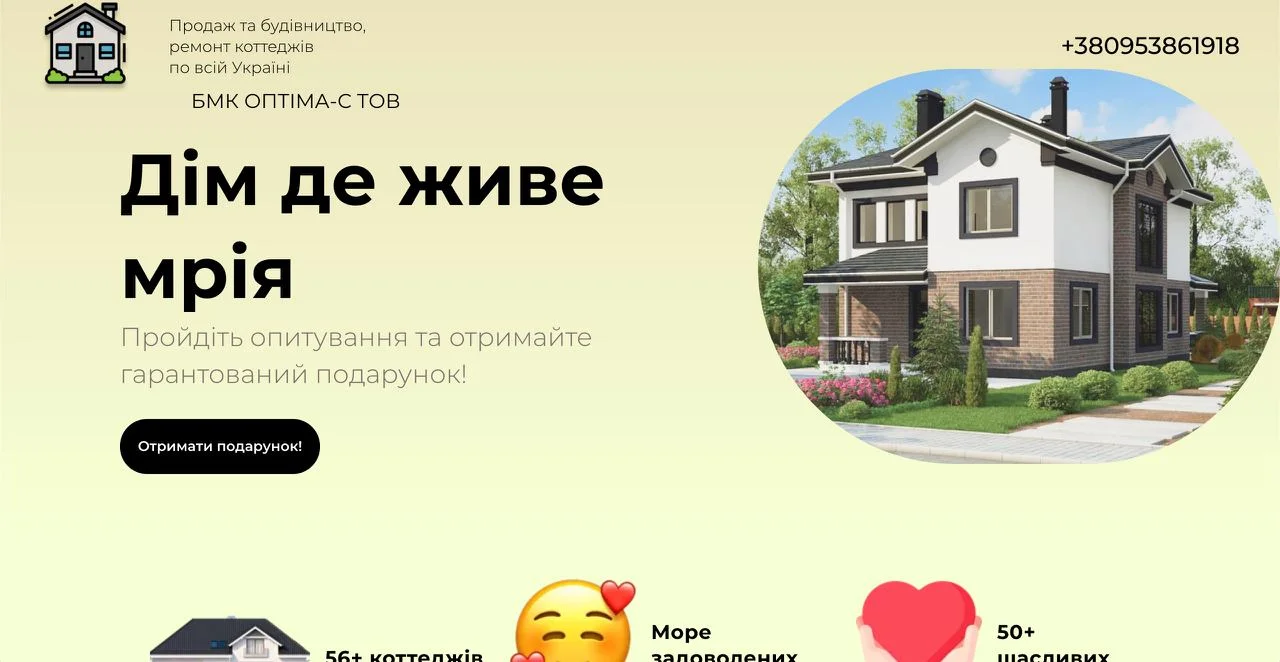 Продаж та будівництво,
ремонт коттеджів
по всій Україні
+380953861918
БМК ОПТІМА-С ТОВ
Дім де живе
мрія
Пройдіть опитування та отримайте
гарантований подарунок!
Отримати подарунок!
56+ коттеджів
Море
задоволених
50+
щасливих